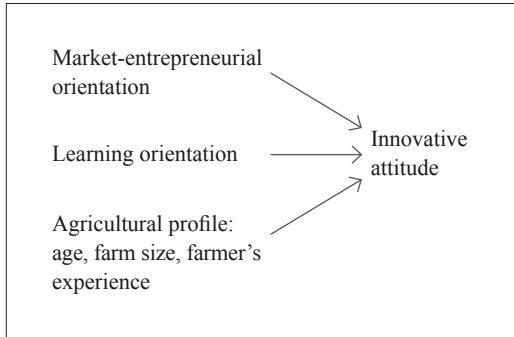 Market-entrepreneurial
orientation
Learning orientation
Innovative
attitude
Agricultural profile:
age, farm size, farmer’s
experience